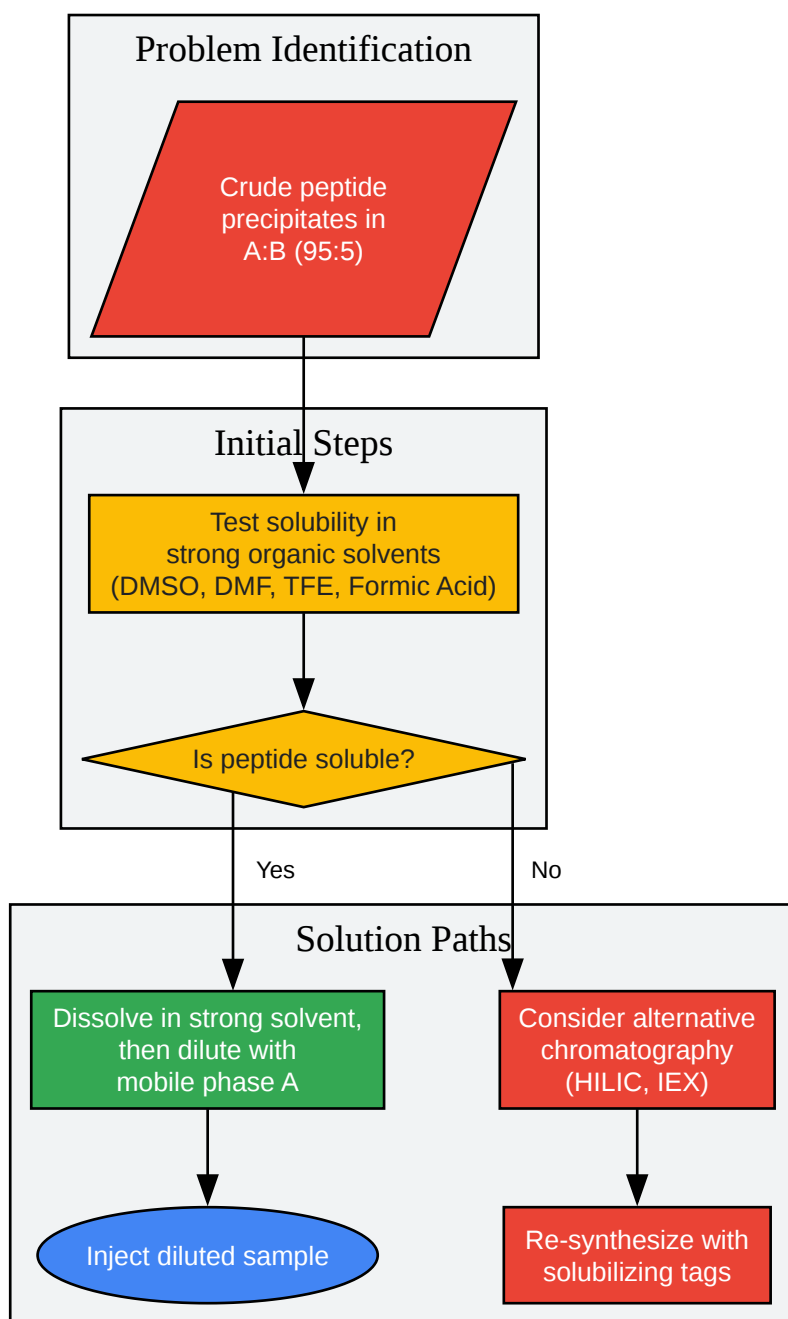 Problem Identification
Crude peptide
precipitates in
A:B (95:5)
Initial Steps
Test solubility in
strong organic solvents
(DMSO, DMF, TFE, Formic Acid)
Is peptide soluble?
Yes
No
Solution Paths
Dissolve in strong solvent,
then dilute with
mobile phase A
Consider alternative
chromatography
(HILIC, IEX)
Inject diluted sample
Re-synthesize with
solubilizing tags